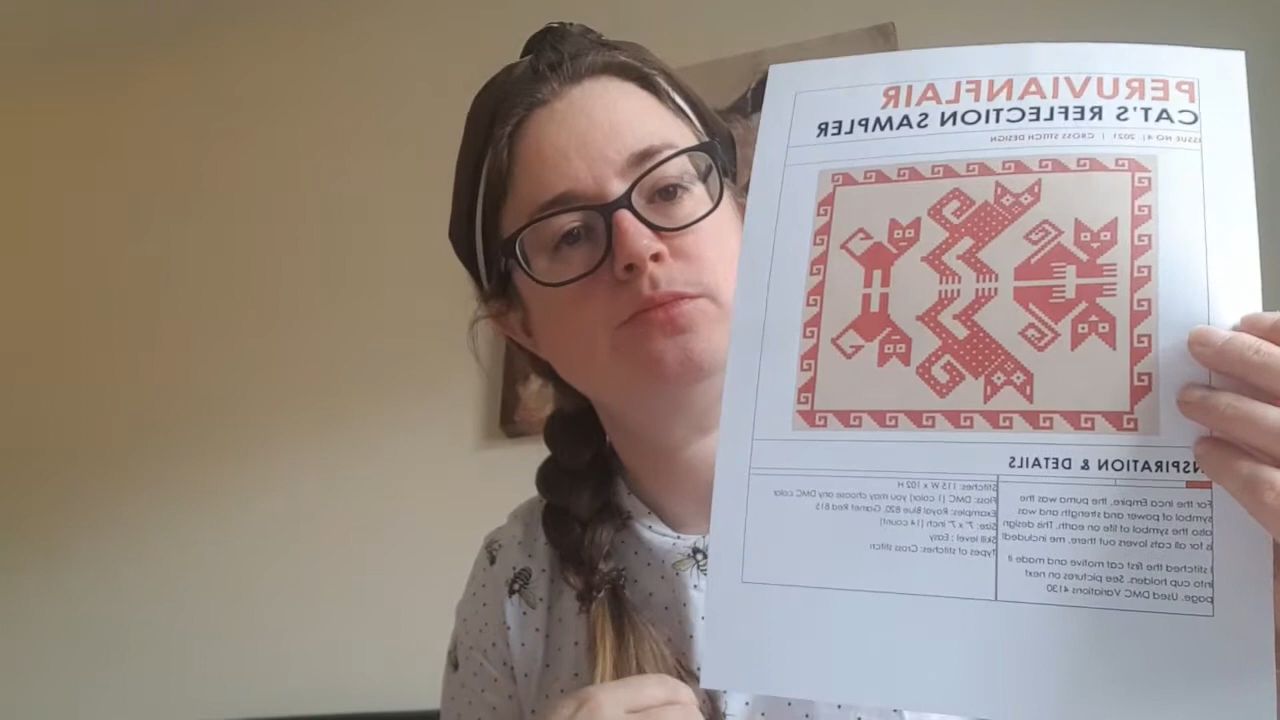 PERUVIANFLAIR
CAT'S REFLECTION SAMPLER
ISSUE NO 4 | 2021 | CROSS STITCH DESIGN
NSPIRATION & DETAILS
For the Inca Empire, the puma was the
symbol of power and strength and was
also the symbol of life on earth. This design
is for all cats lovers out there, me included!
I stitched the first cat motive and made it
into cup holden. See pictures on next
page. Used DMC Variations 4130
Stitches: 115 W x 102 H
Floss: DMC [1 color] you may choose any DMC color
Examples: Royal Blue 820, Garnet Red 815
Size: 7" x 7" inch [14 count]
Skill level: Easy
Types of stitches: Cross stitch